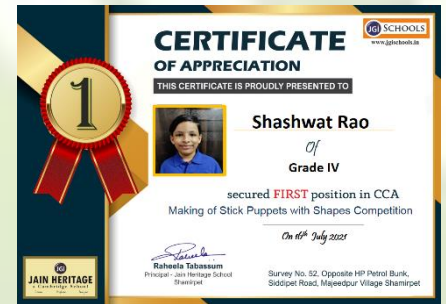 CERTIFICATE
OF APPRECIATION
JGI SCHOOLS
www.jgischools.in
THIS CERTIFICATE IS PROUDLY PRESENTED TO
1
Shashwat Rao
Of
Grade IV
secured FIRST position in CCA
Making of Stick Puppets with Shapes Competition
On 16th July 2021
Raheela Tabassum
Principal - Jain Heritage School
Shamirpet
Survey No. 52, Opposite HP Petrol Bunk,
Siddipet Road, Majeedpur Village Shamirpet
JGI
JAIN HERITAGE
a Cambridge School